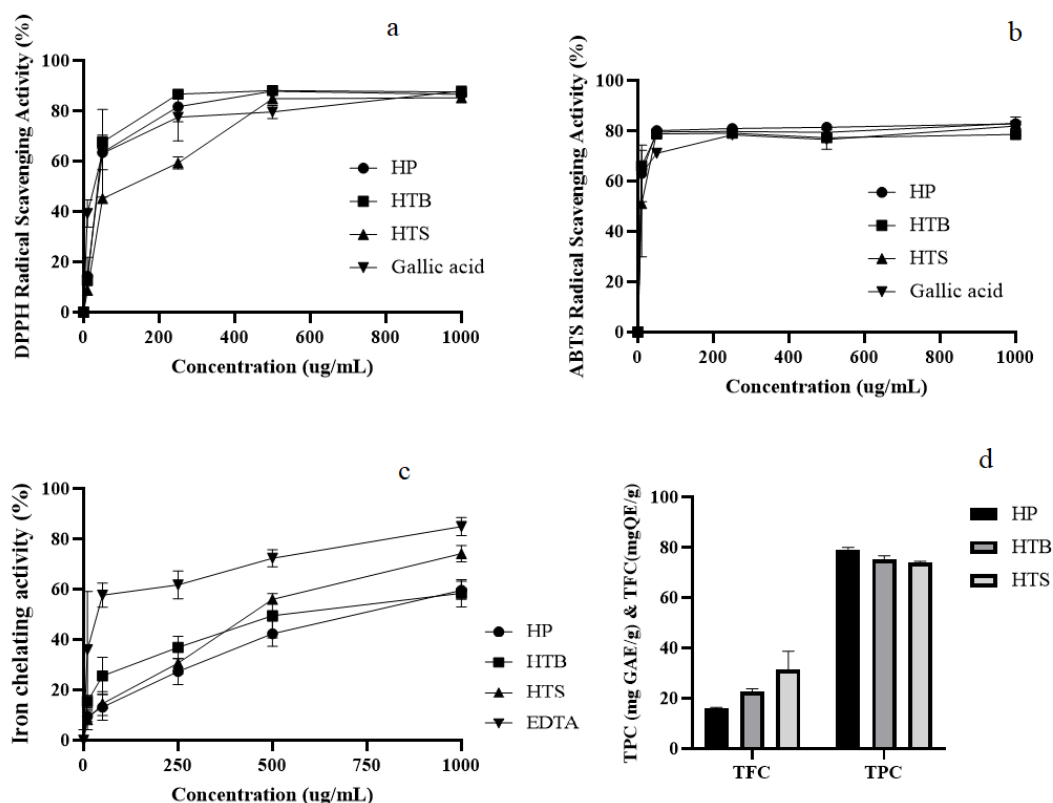 a
DPPH Radical Scavenging Activity (%)
100
80
60
40
20
0
HP
HTB
HTS
Gallic acid
0 200 400 600 800 1000
Concentration (ug/mL)
b
ABTS Radical Scavenging Activity (%)
100
80
60
40
20
0
HP
HTB
HTS
Gallic acid
0 200 400 600 800 1000
Concentration (ug/mL)
c
Iron chelating activity (%)
100
80
60
40
20
0
HP
HTB
HTS
EDTA
0 250 500 750 1000
Concentration (ug/mL)
d
TPC (mg GAE/g) & TFC(mgQE/g)
100
80
60
40
20
0
HP
HTB
HTS
TFC TPC